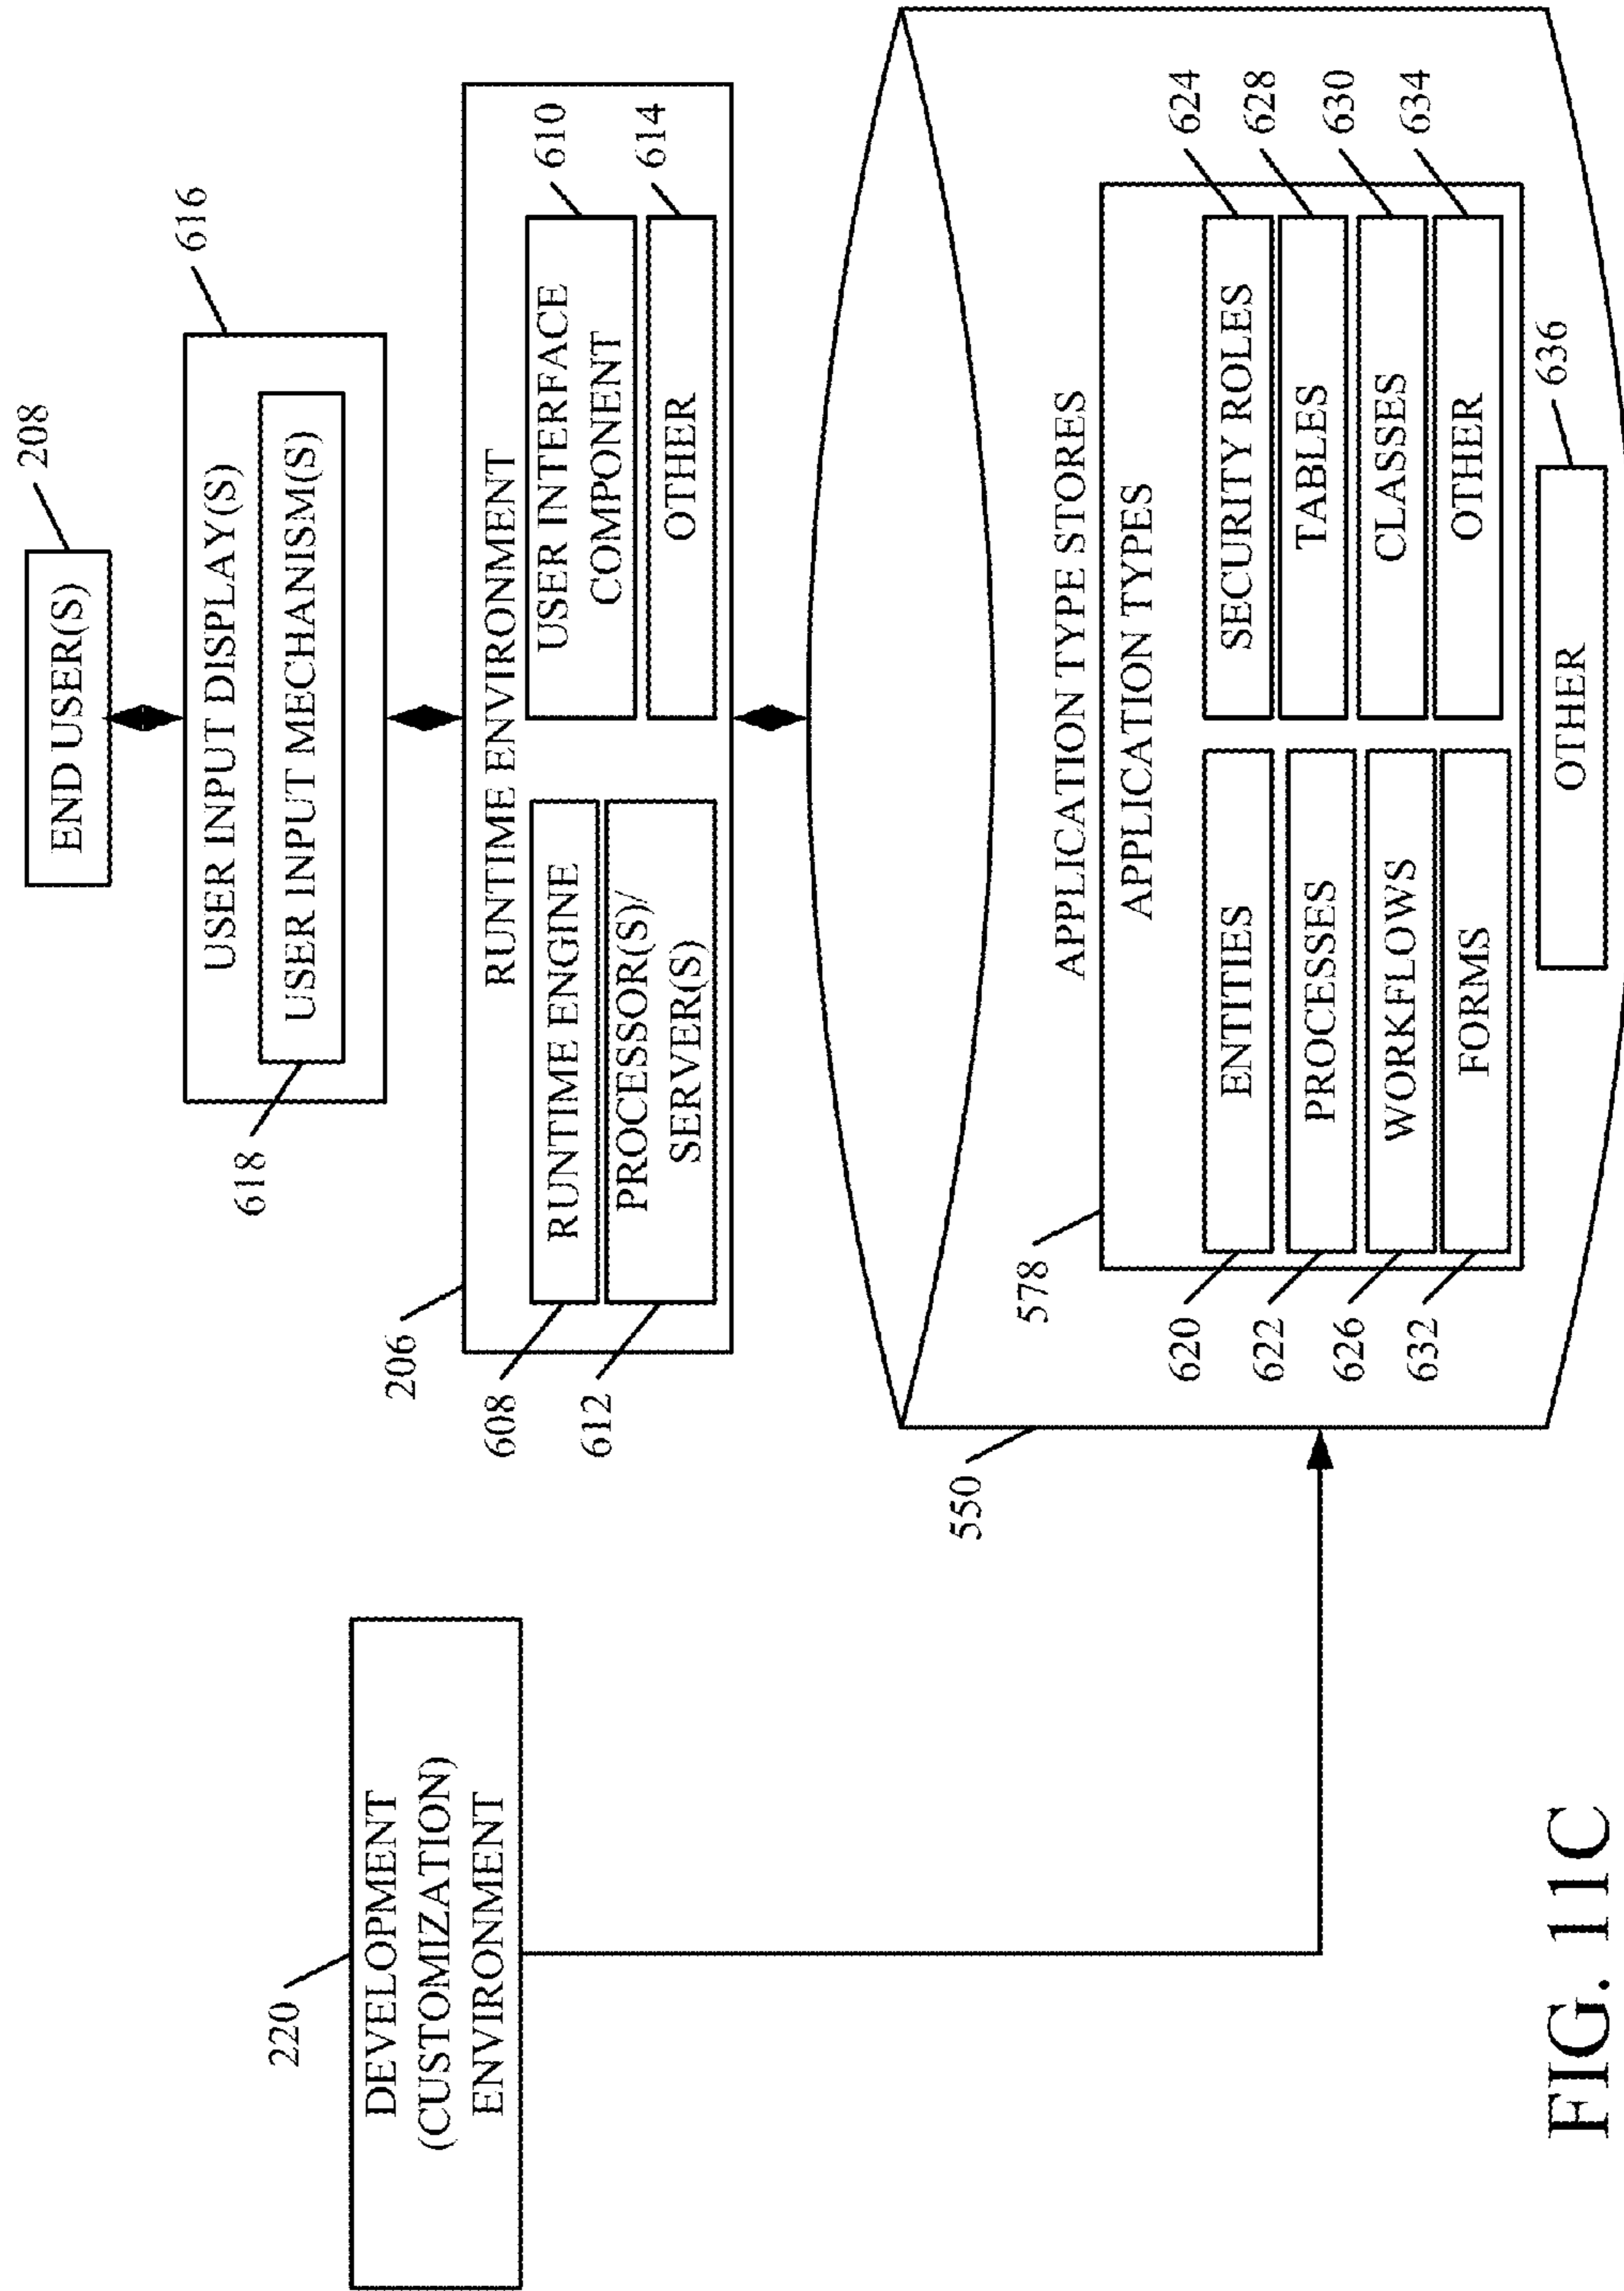 208
END USER(S)
616
USER INPUT DISPLAY(S)
USER INPUT MECHANISM(S)
618
220
DEVELOPMENT
(CUSTOMIZATION)
ENVIRONMENT
206
RUNTIME ENVIRONMENT
608
RUNTIME ENGINE
USER INTERFACE
COMPONENT
610
612
PROCESSOR(S)/
SERVER(S)
OTHER
614
550
APPLICATION TYPE STORES
578
APPLICATION TYPES
620
ENTITIES
SECURITY ROLES
624
622
PROCESSES
TABLES
628
626
WORKFLOWS
CLASSES
630
632
FORMS
OTHER
634
OTHER
636
FIG. 11C